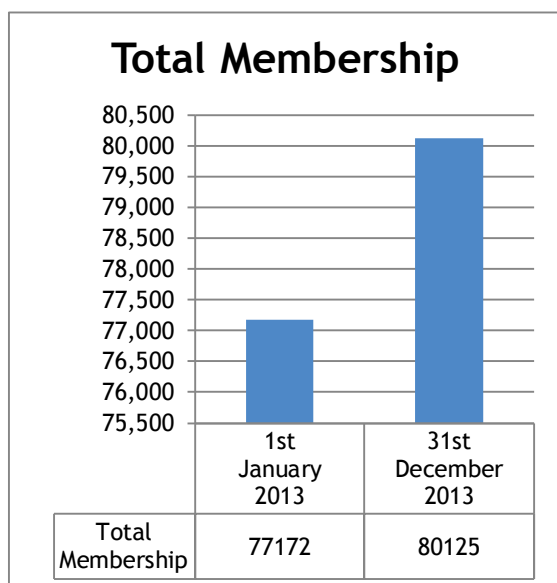 Total Membership
80,500
80,000
79,500
79,000
78,500
78,000
77,500
77,000
76,500
76,000
75,500
1st
January
2013
31st
December
2013
Total
Membership
77172
80125